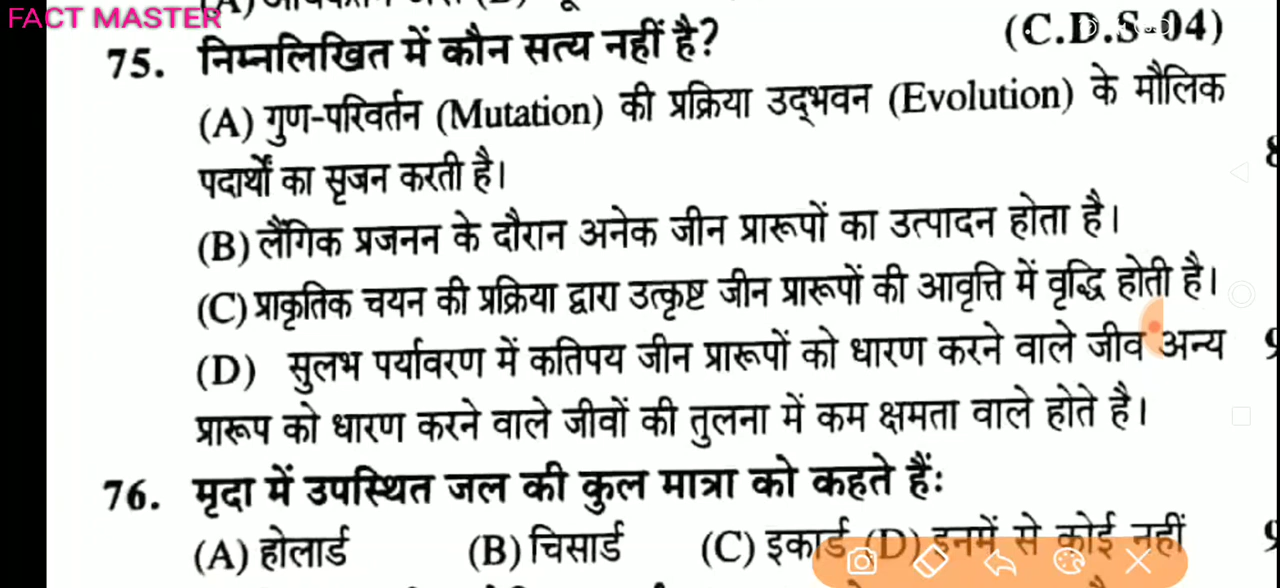 FACT MASTER
75. निम्नलिखित में कौन सत्य नहीं है? (C.D.S-04)
(A) गुण-परिवर्तन (Mutation) की प्रक्रिया उद्भवन (Evolution) के मौलिक
पदार्थों का सृजन करती है।
(B) लैंगिक प्रजनन के दौरान अनेक जीन प्रारूपों का उत्पादन होता है।
(C) प्राकृतिक चयन की प्रक्रिया द्वारा उत्कृष्ट जीन प्रारूपों की आवृत्ति में वृद्धि होती है।
(D) सुलभ पर्यावरण में कतिपय जीन प्रारूपों को धारण करने वाले जीव अन्य
प्रारूप को धारण करने वाले जीवों की तुलना में कम क्षमता वाले होते है।
76. मृदा में उपस्थित जल की कुल मात्रा को कहते हैं:
(A) होलार्ड (B) चिसार्ड (C) इकार्ड (D) इनमें से कोई नहीं